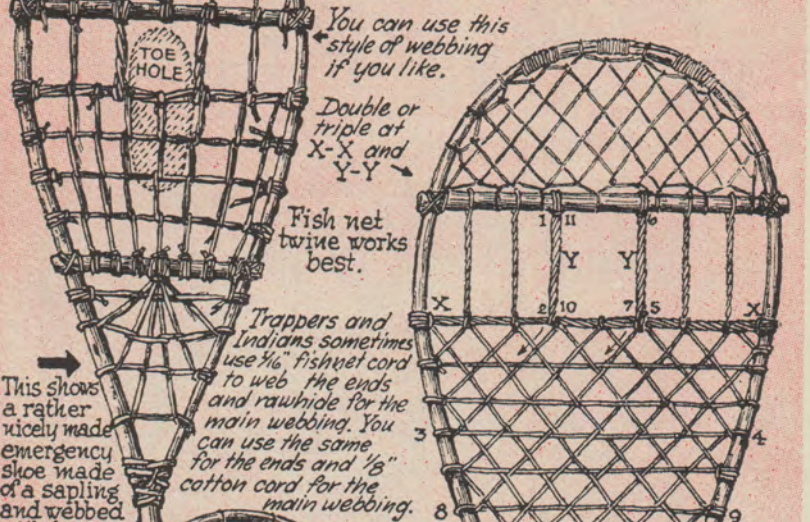 You can use this
style of webbing
if you like.
TOE
HOLE
Double or
triple at
X-X and
Y-Y
Fish net
twine works
best.
Trappers and
Indians sometimes
use 1/16" fishnet cord
to web the ends
and rawhide for the
main webbing. You
can use the same
for the ends and 1/8"
cotton cord for the
main webbing.
This shows
a rather
nicely made
emergency
shoe made
of a sapling
and webbed
1 11 6
Y Y
X 2 10 7 5 X
3 4
8 9